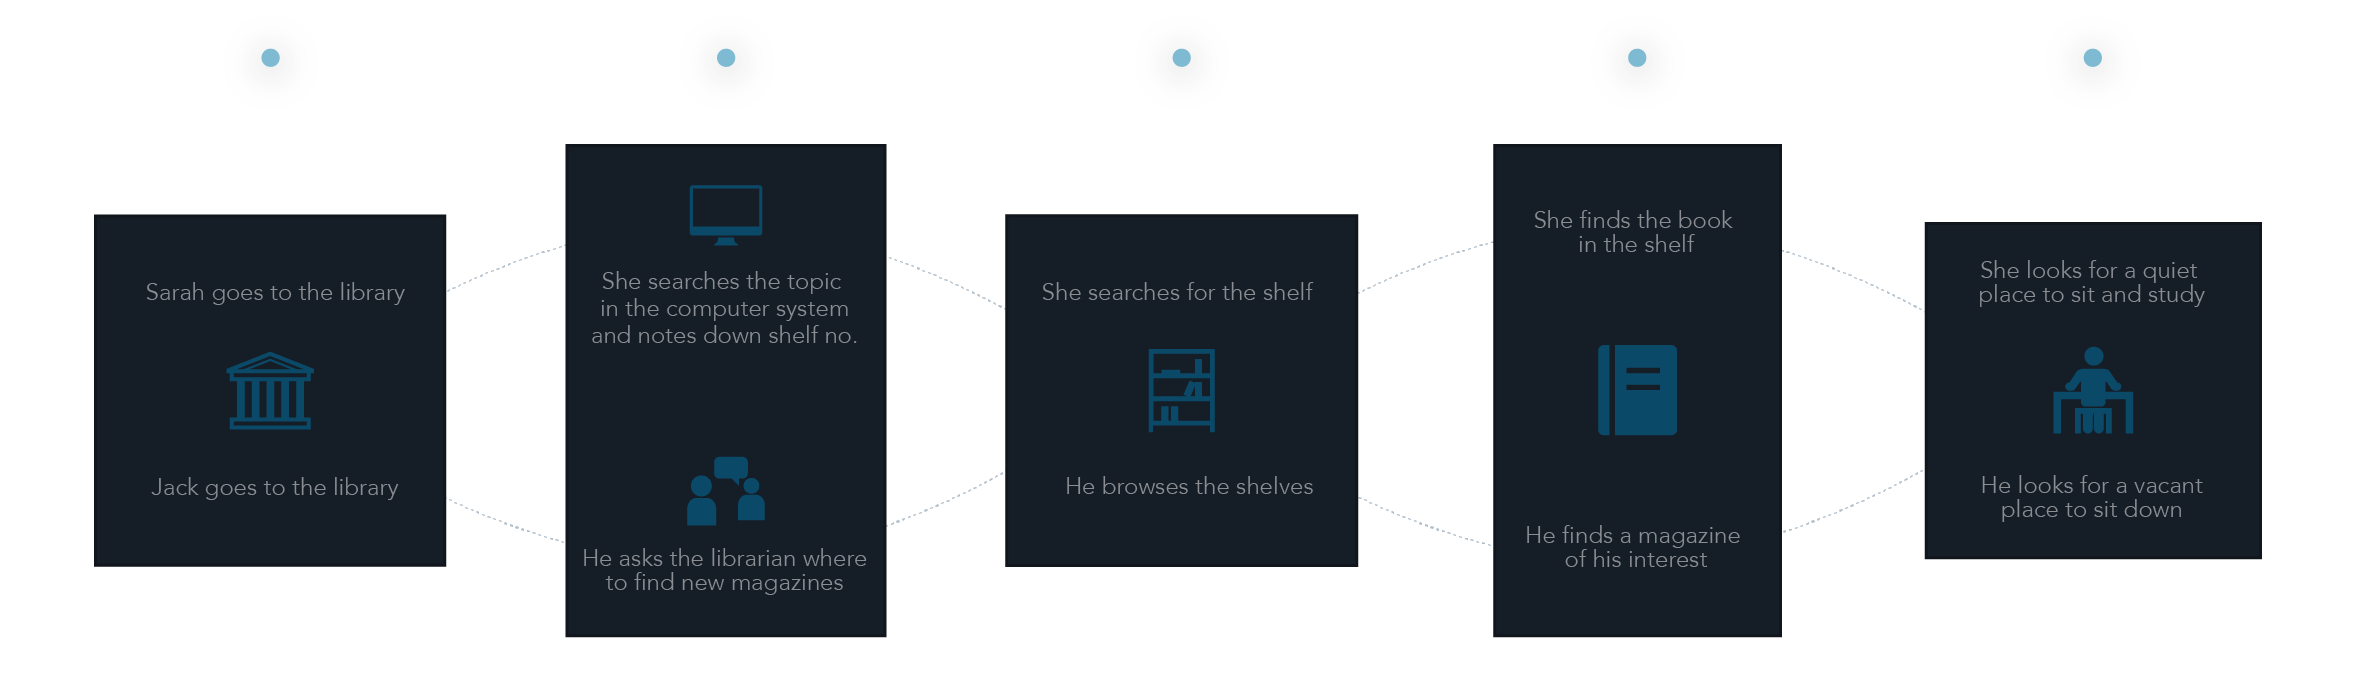 Sarah goes to the library
Jack goes to the library
She searches the topic
in the computer system
and notes down shelf no.
He asks the librarian where
to find new magazines
She searches for the shelf
He browses the shelves
She finds the book
in the shelf
He finds a magazine
of his interest
She looks for a quiet
place to sit and study
He looks for a vacant
place to sit down